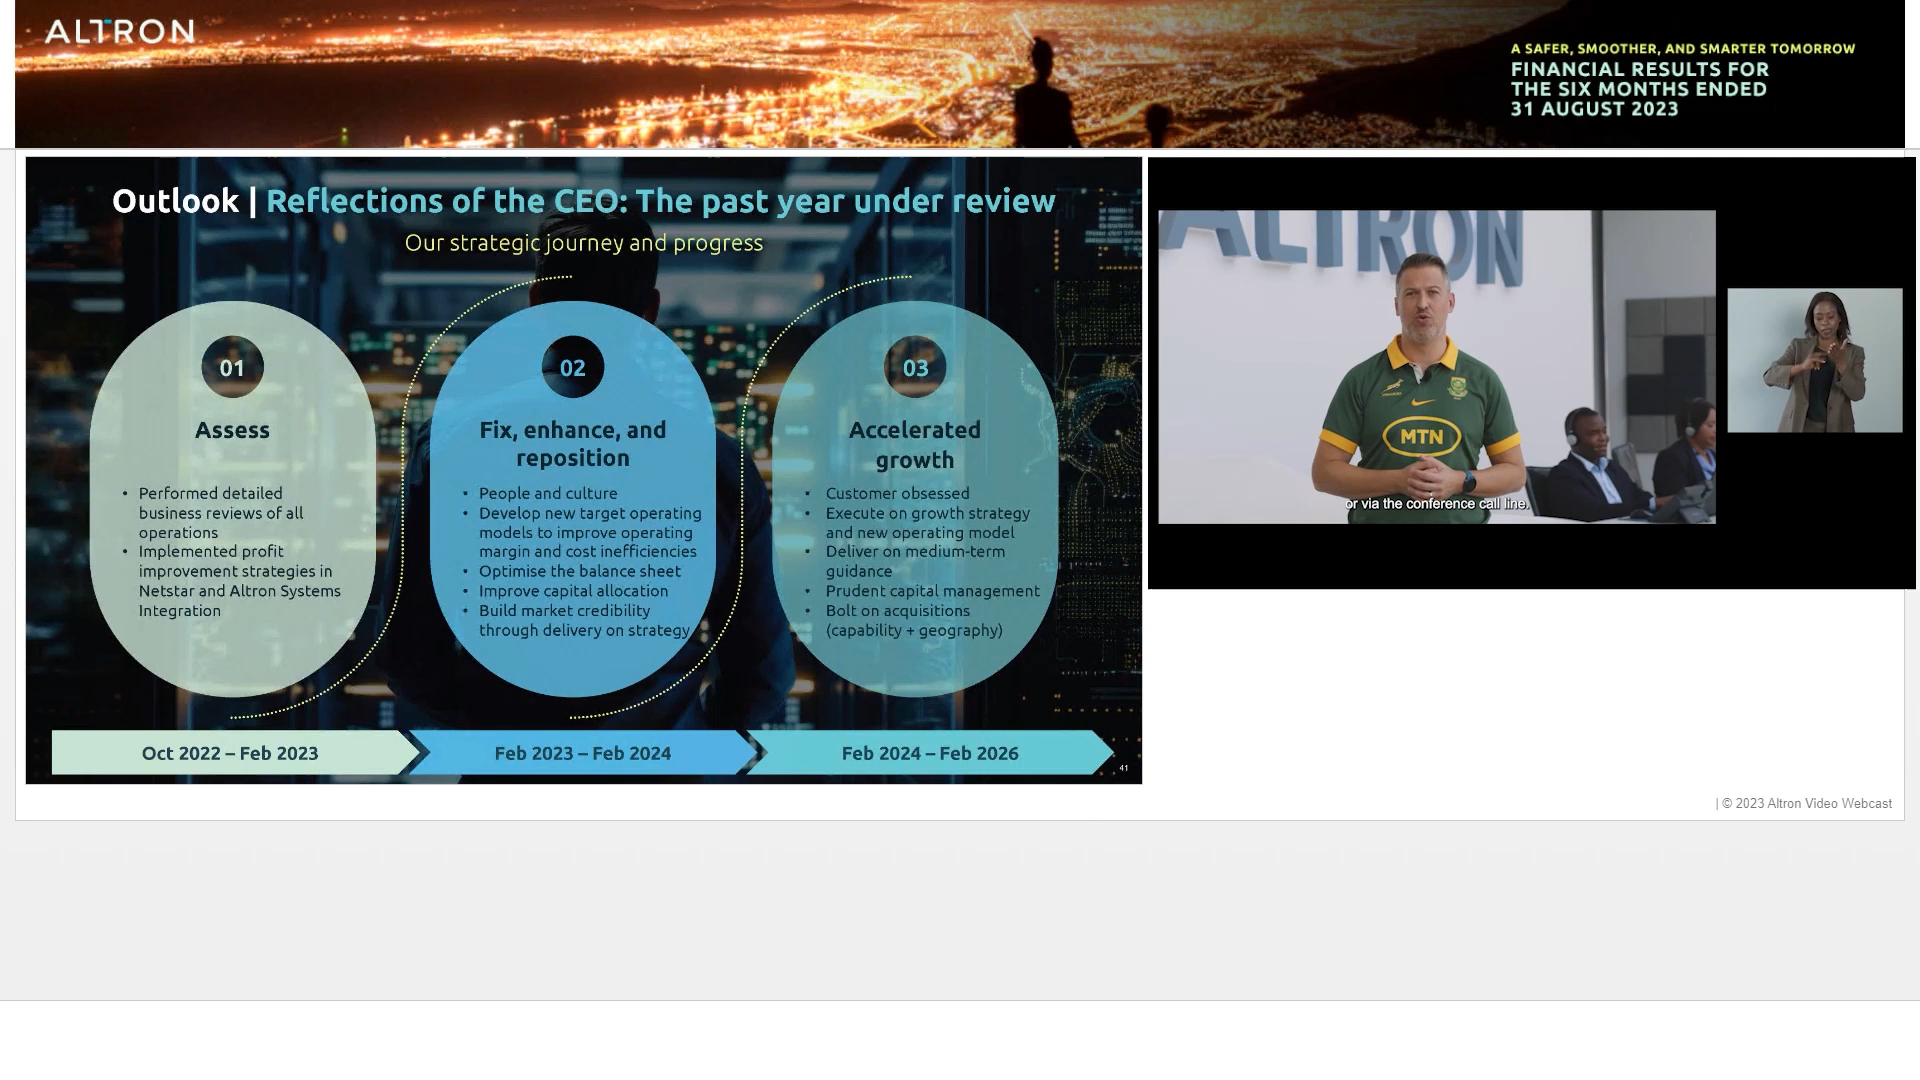 ALTRON
A SAFER, SMOOTHER, AND SMARTER TOMORROW
FINANCIAL RESULTS FOR
THE SIX MONTHS ENDED
31 AUGUST 2023
Outlook | Reflections of the CEO: The past year under review
Our strategic journey and progress
01
Assess
• Performed detailed
business reviews of all
operations
• Implemented profit
improvement strategies in
Netstar and Altron Systems
Integration
02
Fix, enhance, and
reposition
• People and culture
• Develop new target operating
models to improve operating
margin and cost inefficiencies
• Optimise the balance sheet
• Improve capital allocation
• Build market credibility
through delivery on strategy
03
Accelerated
growth
• Customer obsessed
• Execute on growth strategy
and new operating model
• Deliver on medium-term
guidance
• Prudent capital management
• Bolt on acquisitions
(capability + geography)
Oct 2022 – Feb 2023
Feb 2023 – Feb 2024
Feb 2024 – Feb 2026
41
ALTRON
MTN
or via the conference call line.
| © 2023 Altron Video Webcast